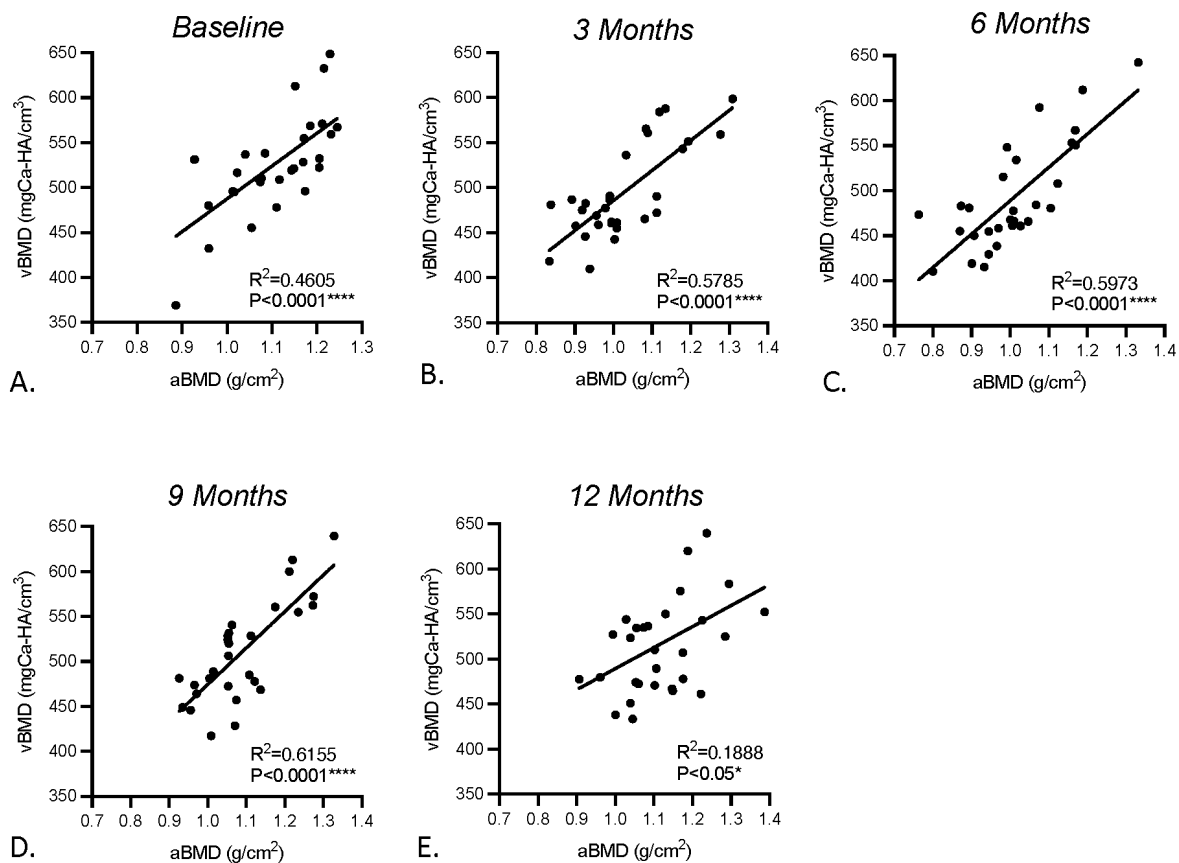 Baseline
650
600
550
500
450
400
350
vBMD (mgCa-HA/cm³)
R²=0.4605
P<0.0001****
0.7 0.8 0.9 1.0 1.1 1.2 1.3
aBMD (g/cm²)
A.
3 Months
650
600
550
500
450
400
350
vBMD (mgCa-HA/cm³)
R²=0.5785
P<0.0001****
0.7 0.8 0.9 1.0 1.1 1.2 1.3 1.4
aBMD (g/cm²)
B.
6 Months
650
600
550
500
450
400
350
vBMD (mgCa-HA/cm³)
R²=0.5973
P<0.0001****
0.7 0.8 0.9 1.0 1.1 1.2 1.3 1.4
aBMD (g/cm²)
C.
9 Months
650
600
550
500
450
400
350
vBMD (mgCa-HA/cm³)
R²=0.6155
P<0.0001****
0.7 0.8 0.9 1.0 1.1 1.2 1.3 1.4
aBMD (g/cm²)
D.
12 Months
650
600
550
500
450
400
350
vBMD (mgCa-HA/cm³)
R²=0.1888
P<0.05*
0.7 0.8 0.9 1.0 1.1 1.2 1.3 1.4
aBMD (g/cm²)
E.